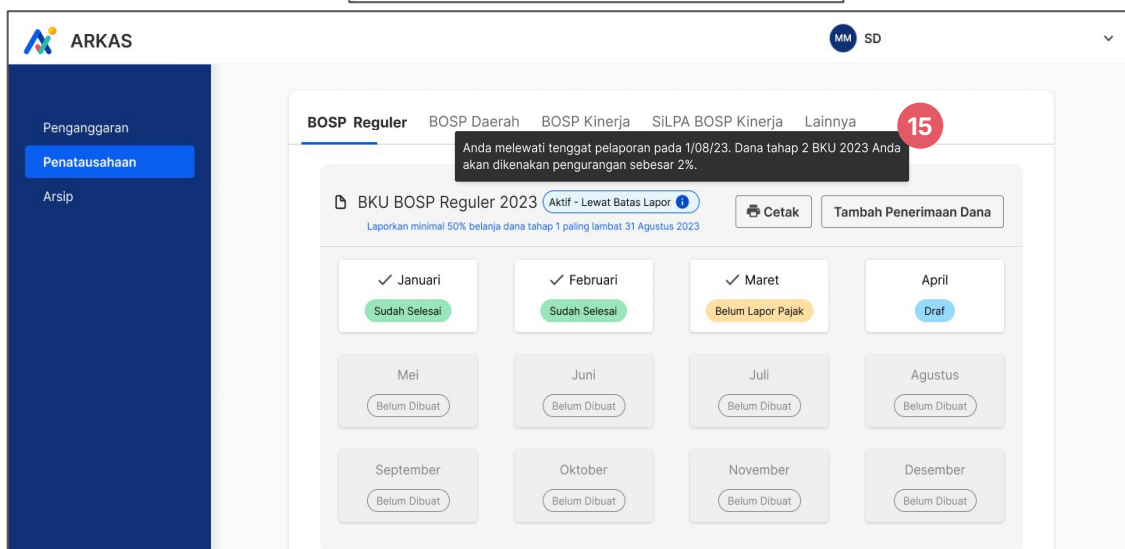 ARKAS
MM SD
Penganggaran
Penatausahaan
Arsip
BOSP Reguler BOSP Daerah BOSP Kinerja SiLPA BOSP Kinerja Lainnya
15
Anda melewati tenggat pelaporan pada 1/08/23. Dana tahap 2 BKU 2023 Anda
akan dikenakan pengurangan sebesar 2%.
BKU BOSP Reguler 2023 Aktif - Lewat Batas Lapor i
Laporkan minimal 50% belanja dana tahap 1 paling lambat 31 Agustus 2023
Cetak Tambah Penerimaan Dana
Januari Februari Maret April
Sudah Selesai Sudah Selesai Belum Lapor Pajak Draf
Mei Juni Juli Agustus
Belum Dibuat Belum Dibuat Belum Dibuat Belum Dibuat
September Oktober November Desember
Belum Dibuat Belum Dibuat Belum Dibuat Belum Dibuat